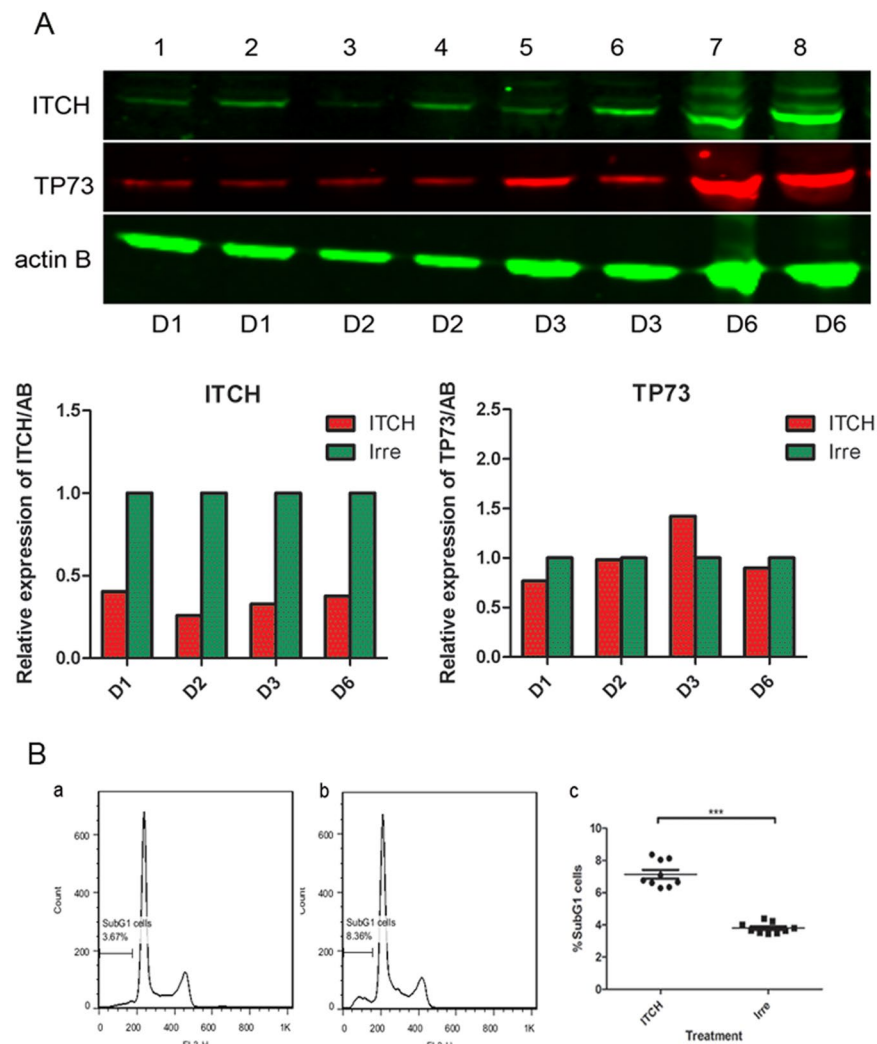 A
1 2 3 4 5 6 7 8
ITCH
TP73
actin B
D1 D1 D2 D2 D3 D3 D6 D6
ITCH
Relative expression of ITCH/AB
1.5
1.0
0.5
0.0
D1 D2 D3 D6
ITCH
Irre
TP73
Relative expression of TP73/AB
2.5
2.0
1.5
1.0
0.5
0.0
D1 D2 D3 D6
ITCH
Irre
B
a
Count
600
400
200
0
SubG1 cells
3.67%
0 200 400 600 800 1K
b
600
400
200
0
SubG1 cells
8.36%
0 200 400 600 800 1K
c
***
% SubG1 cells
10
8
6
4
2
0
ITCH Irre
Treatment